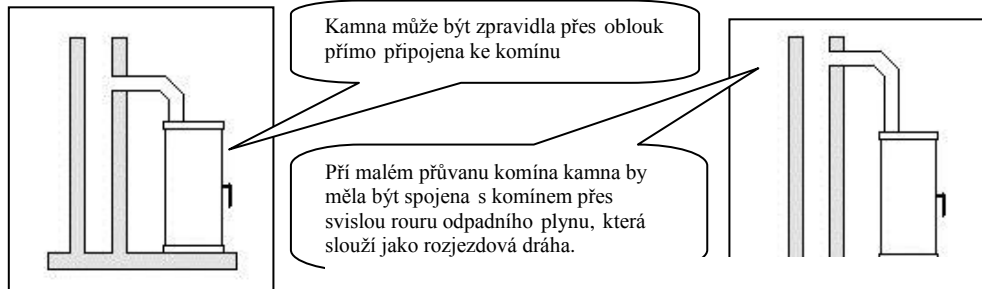 Kamna může být zpravidla přes oblouk
přímo připojena ke komínu
Pří malém přůvanu komína kamna by
měla být spojena s komínem přes
svislou rouru odpadního plynu, která
slouží jako rozjezdová dráha.